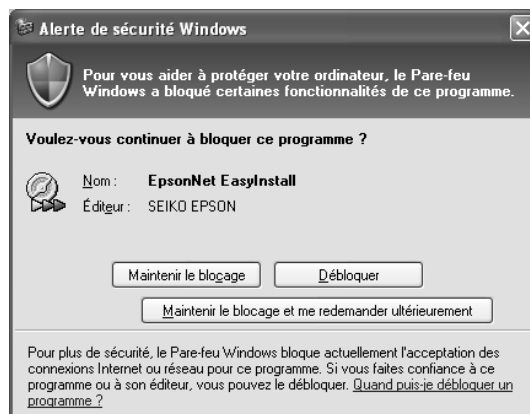 Alerte de sécurité Windows
Pour vous aider à protéger votre ordinateur, le Pare-feu
Windows a bloqué certaines fonctionnalités de ce programme.
Voulez-vous continuer à bloquer ce programme ?
Nom : EpsonNet EasyInstall
Éditeur : SEIKO EPSON
Maintenir le blocage Débloquer
Maintenir le blocage et me redemander ultérieurement
Pour plus de sécurité, le Pare-feu Windows bloque actuellement l'acceptation des
connexions Internet ou réseau pour ce programme. Si vous faites confiance à ce
programme ou à son éditeur, vous pouvez le débloquer. Quand puis-je débloquer un
programme ?